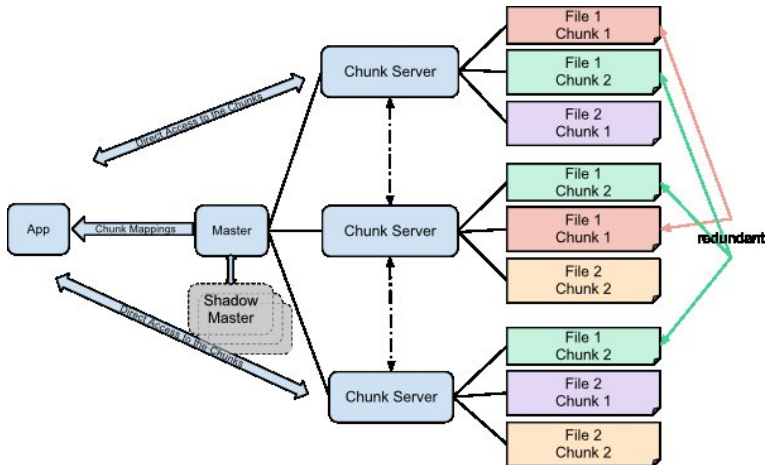 File 1
Chunk 1
File 1
Chunk 2
File 2
Chunk 1
Chunk Server
Direct Access to the Chunks
File 1
Chunk 2
File 1
Chunk 1
File 2
Chunk 2
App
Chunk Mappings
Master
Chunk Server
redundant
Shadow
Master
Direct Access to the Chunks
File 1
Chunk 2
File 2
Chunk 1
File 2
Chunk 2
Chunk Server